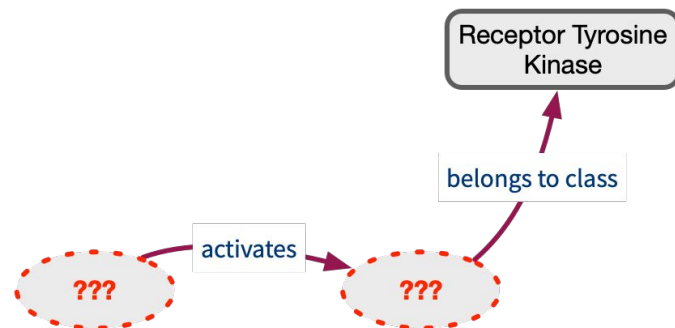 Receptor Tyrosine
Kinase
belongs to class
activates
???
???